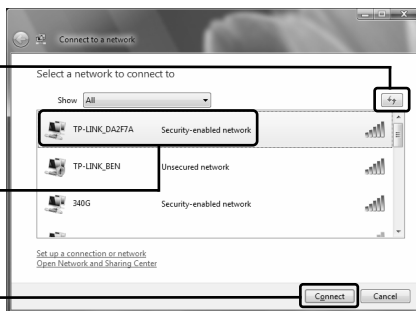 Connect to a network
Select a network to connect to
Show All
TP-LINK_DA2F7A Security-enabled network
TP-LINK_BEN Unsecured network
340G Security-enabled network
Set up a connection or network
Open Network and Sharing Center
Connect Cancel